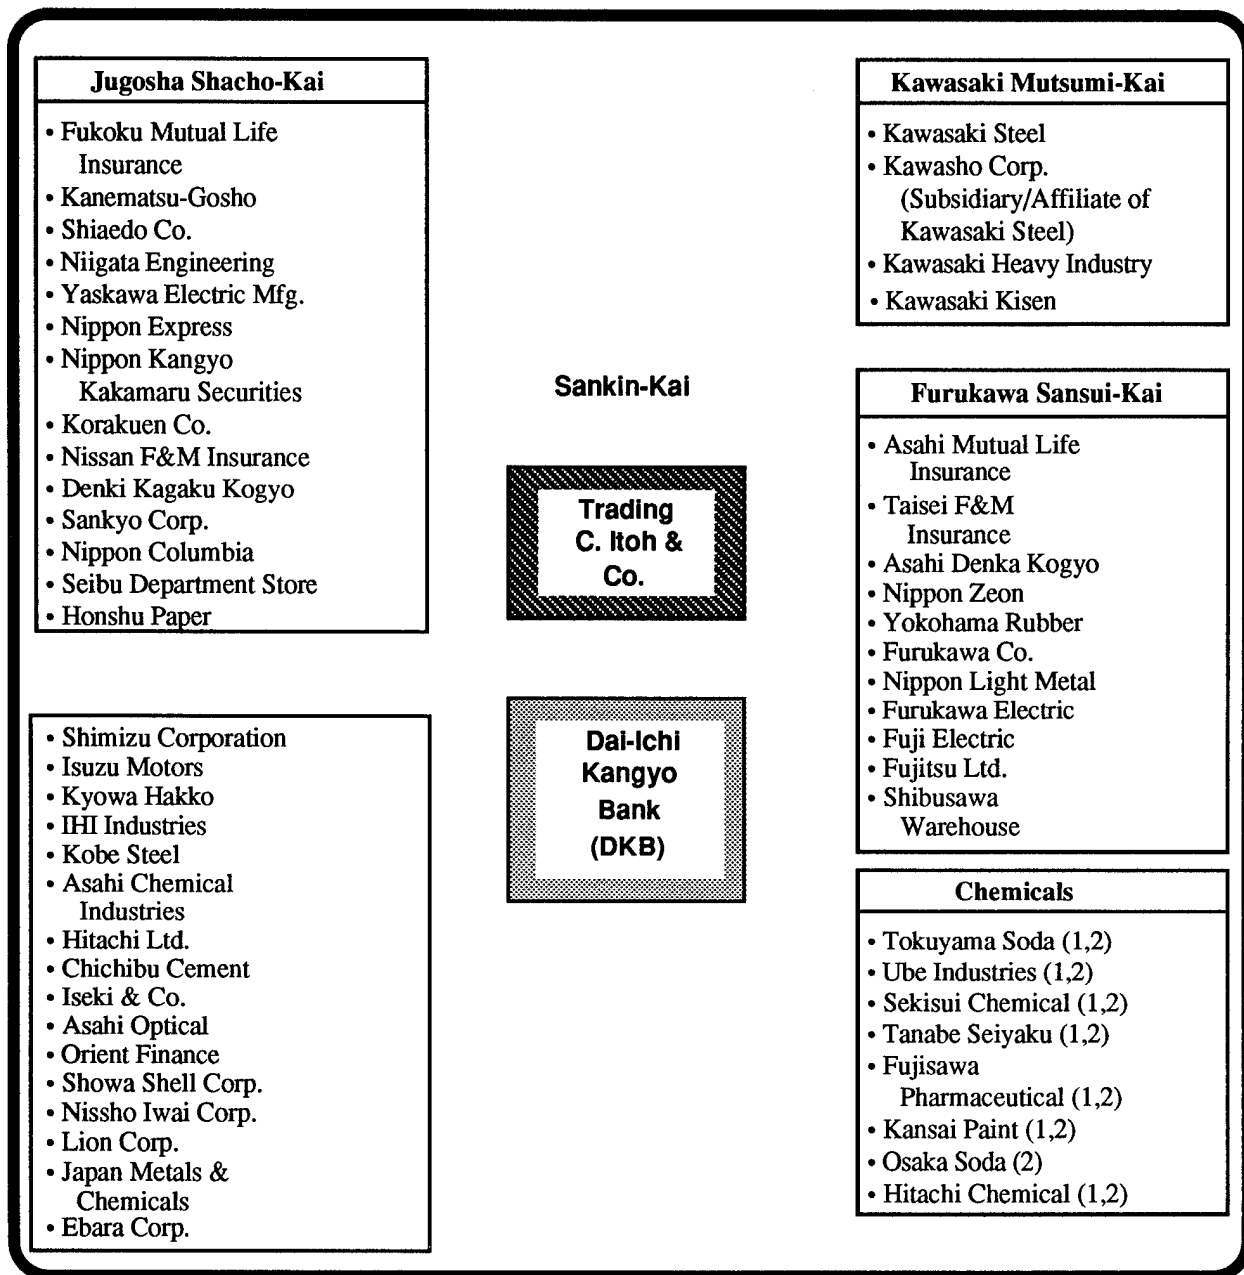 Jugosha Shacho-Kai
• Fukoku Mutual Life
Insurance
• Kanematsu-Gosho
• Shiaedo Co.
• Niigata Engineering
• Yaskawa Electric Mfg.
• Nippon Express
• Nippon Kangyo
Kakamaru Securities
• Korakuen Co.
• Nissan F&M Insurance
• Denki Kagaku Kogyo
• Sankyo Corp.
• Nippon Columbia
• Seibu Department Store
• Honshu Paper
• Shimizu Corporation
• Isuzu Motors
• Kyowa Hakko
• IHI Industries
• Kobe Steel
• Asahi Chemical
Industries
• Hitachi Ltd.
• Chichibu Cement
• Iseki & Co.
• Asahi Optical
• Orient Finance
• Showa Shell Corp.
• Nissho Iwai Corp.
• Lion Corp.
• Japan Metals &
Chemicals
• Ebara Corp.
Sankin-Kai
Trading
C. Itoh &
Co.
Dai-Ichi
Kangyo
Bank
(DKB)
Kawasaki Mutsumi-Kai
• Kawasaki Steel
• Kawasho Corp.
(Subsidiary/Affiliate of
Kawasaki Steel)
• Kawasaki Heavy Industry
• Kawasaki Kisen
Furukawa Sansui-Kai
• Asahi Mutual Life
Insurance
• Taisei F&M
Insurance
• Asahi Denka Kogyo
• Nippon Zeon
• Yokohama Rubber
• Furukawa Co.
• Nippon Light Metal
• Furukawa Electric
• Fuji Electric
• Fujitsu Ltd.
• Shibusawa
Warehouse
Chemicals
• Tokuyama Soda (1,2)
• Ube Industries (1,2)
• Sekisui Chemical (1,2)
• Tanabe Seiyaku (1,2)
• Fujisawa
Pharmaceutical (1,2)
• Kansai Paint (1,2)
• Osaka Soda (2)
• Hitachi Chemical (1,2)